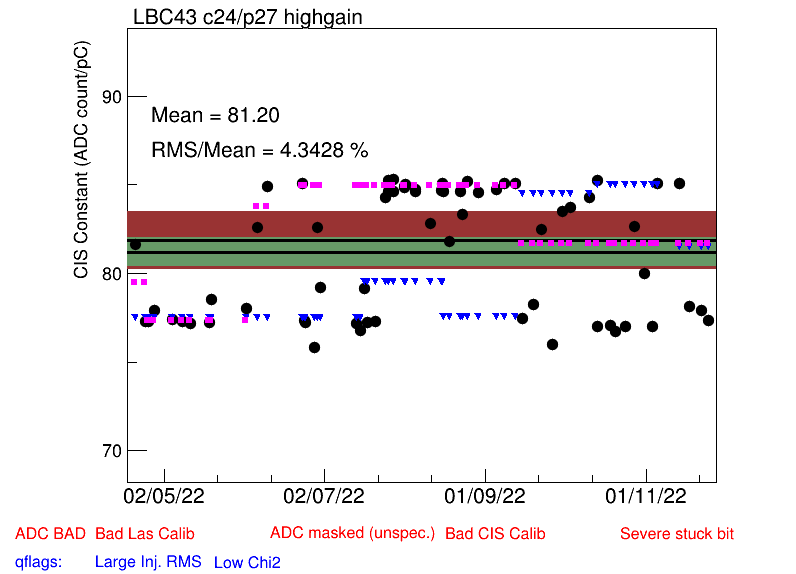 LBC43 c24/p27 highgain
CIS Constant (ADC count/pC)
Mean = 81.20
RMS/Mean = 4.3428 %
90
80
70
02/05/22 02/07/22 01/09/22 01/11/22
ADC BAD Bad Las Calib ADC masked (unspec.) Bad CIS Calib Severe stuck bit
qflags: Large Inj. RMS Low Chi2